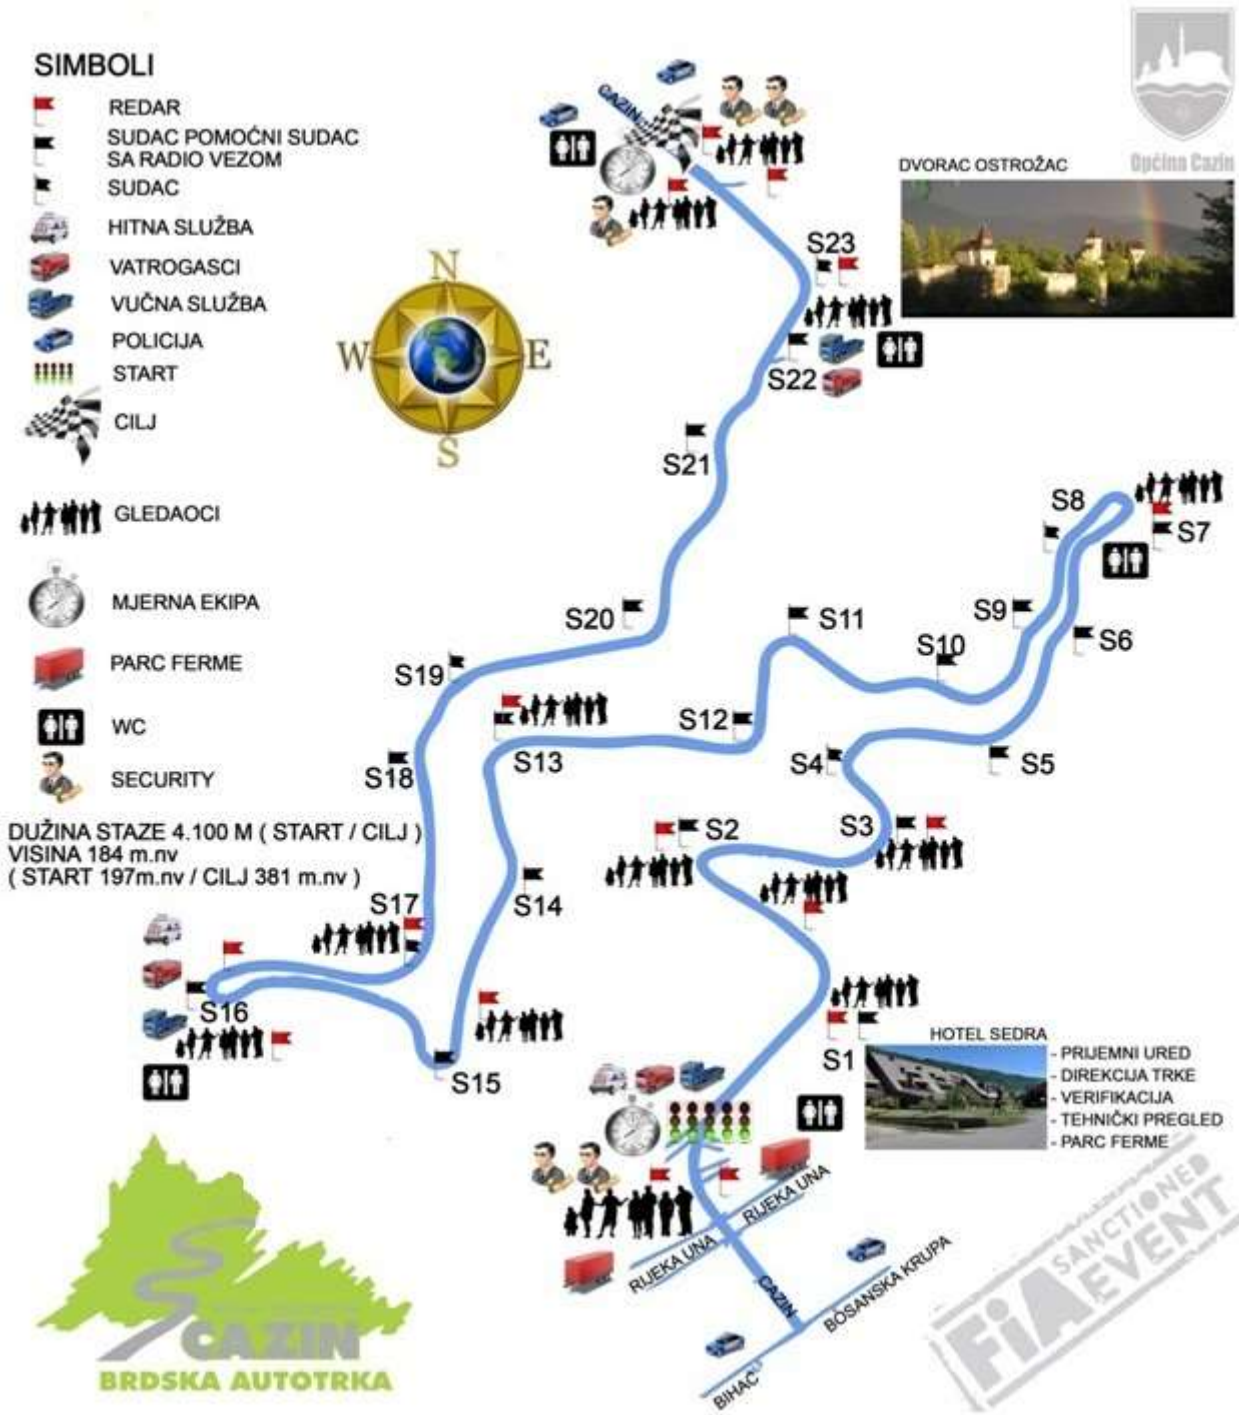 SIMBOLI
REDAR
SUDAC POMOĆNI SUDAC
SA RADIO VEZOM
SUDAC
HITNA SLUŽBA
VATROGASCI
VUČNA SLUŽBA
POLICIJA
START
CILJ
GLEDAOCI
MJERNA EKIPA
PARC FERME
WC
SECURITY
DUŽINA STAZE 4.100 M ( START / CILJ )
VISINA 184 m.nv
( START 197m.nv / CILJ 381 m.nv )
N
W
E
S
CAZIN
Općina Cazin
DVORAC OSTROŽAC
S23
S22
S21
S20
S19
S18
S17
S16
S15
S14
S13
S12
S11
S10
S9
S8
S7
S6
S5
S4
S3
S2
S1
HOTEL SEDRA
- PRIJEMNI URED
- DIREKCIJA TRKE
- VERIFIKACIJA
- TEHNIČKI PREGLED
- PARC FERME
RIJEKA UNA
RIJEKA UNA
CAZIN
BOSANSKA KRUPA
BIHAĆ
CAZIN
BRDSKA AUTOTRKA
FiA SANCTIONED
EVENT